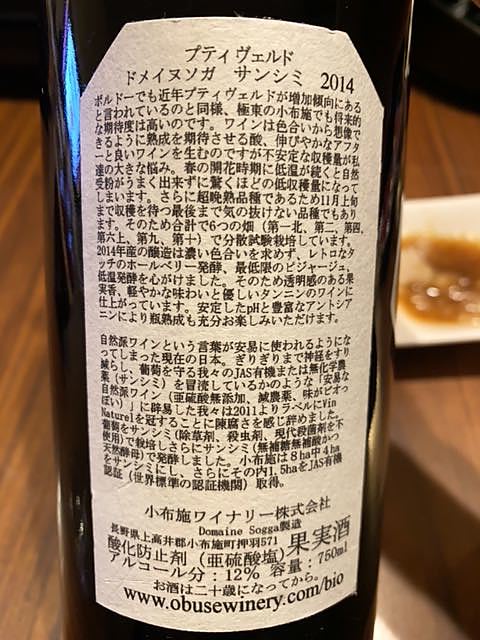 プティヴェルド
ドメイヌソガ サンシミ 2014
ボルドーでも近年プティヴェルドが増加傾向にある
と言われているのと同様、極東の小布施でも将来的
な期待度は高いのです。ワインは色合いから想像で
きるように熟成を期待させる酸、伸びやかなアフタ
ーと良いワインを生むのですが不安定な収穫量が私
達の大きな悩み。春の開花時期に低温が続くと自然
受粉がうまく出来ずに驚くほどの低収穫量になって
しまいます。さらに超晩熟品種であるため11月上旬
まで収穫を待つ最後まで気の抜けない品種でもあり
ます。そのため合計で6つの畑（第一北、第二、第四、
第六上、第九、第十）で分散試験栽培しています。
2014年産の醸造は濃い色合いを求めず、レトロなタ
ッチのホールベリー発酵、最低限のピジャージュ、
低温発酵を心がけました。そのため透明感のある果
実香、軽やかな味わいと優しいタンニンのワインに
仕上がっています。安定したpHと豊富なアントシア
ニンにより瓶熟成も充分お楽しみいただけます。
自然派ワインという言葉が安易に使われるようにな
ってしまった現在の日本。ぎりぎりまで神経をすり
減らし、葡萄を守る我々のJAS有機または無化学農
薬（サンシミ）を冒涜しているかのような「安易な
自然派ワイン（亜硫酸無添加、減農薬、味がビオっ
ぽい）」に辟易した我々は2011よりラベルにVin
Naturelを冠することに陳腐さを感じ辞めました。
葡萄をサンシミ（除草剤、殺虫剤、現代殺菌剤を不
使用）で栽培しさらにサンシミ（無補糖無補酸かつ
天然酵母）で発酵しました。小布施は8ha中4ha
をサンシミにし、さらにその内1.5haをJAS有機
認証（世界標準の認証機関）取得。
小布施ワイナリー株式会社
Domaine Sogga製造
長野県上高井郡小布施町押羽571 果実酒
酸化防止剤（亜硫酸塩）
アルコール分：12% 容量：750ml
お酒は二十歳になってから。
www.obusewinery.com/bio